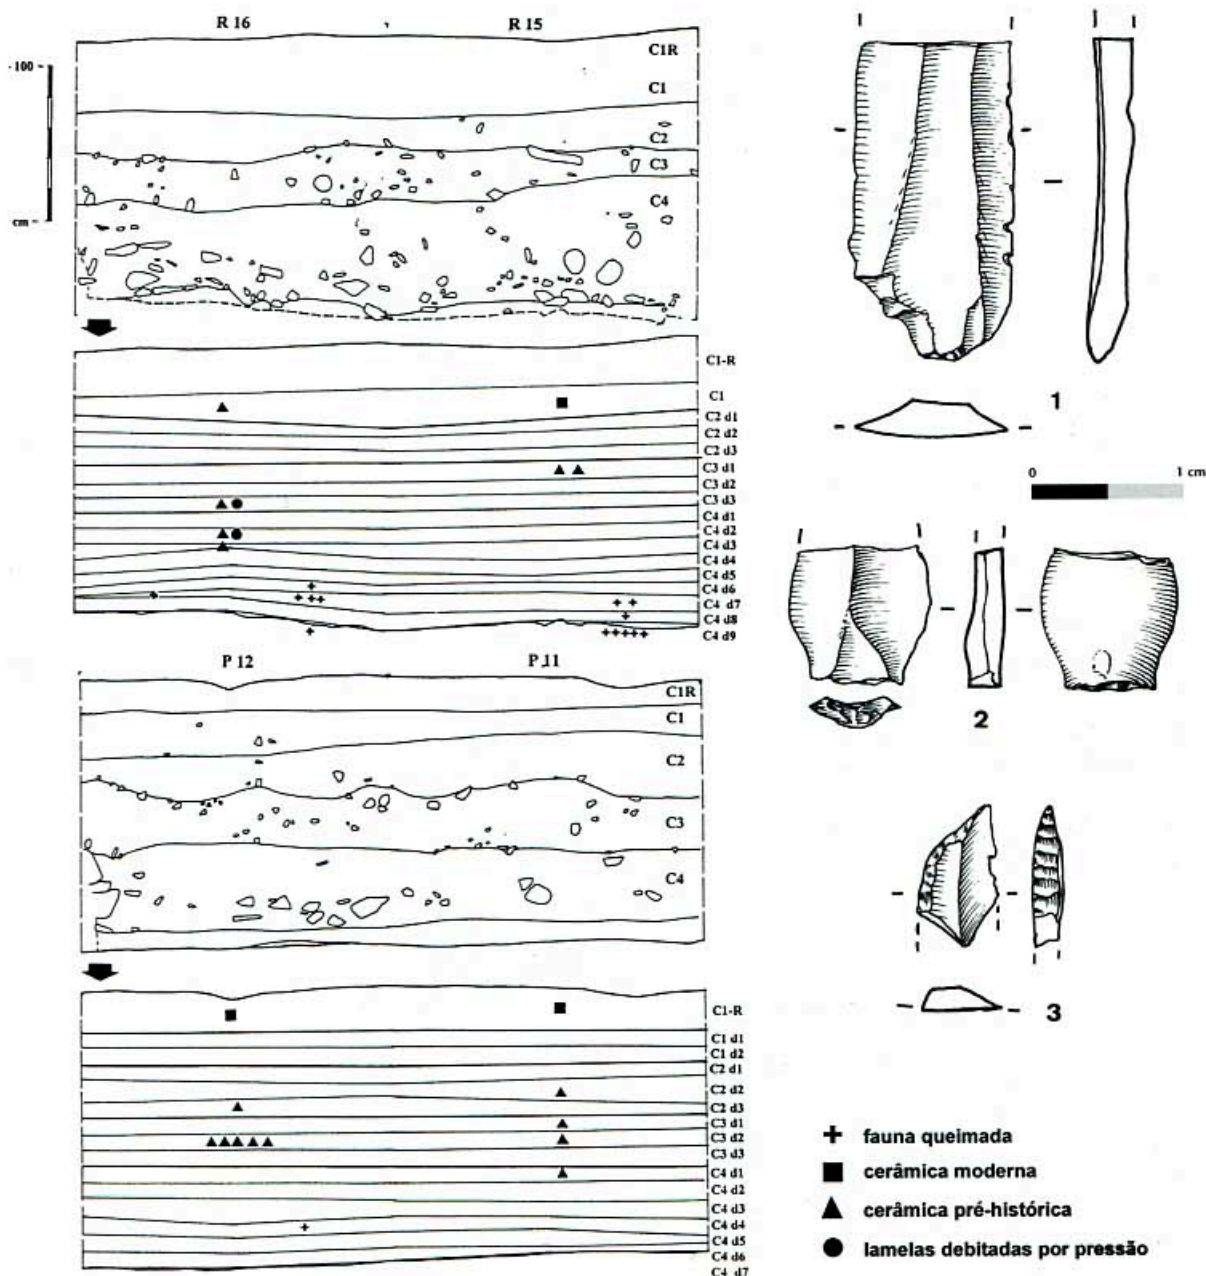 R 16 R 15
C1R
- 100
C1
C2
C3
C4
cm -
C1-R
C1
C2 d1
C2 d2
C2 d3
C3 d1
C3 d2
C3 d3
C4 d1
C4 d2
C4 d3
C4 d4
C4 d5
C4 d6
C4 d7
C4 d8
C4 d9
P 12 P.11
C1R
C1
C2
C3
C4
C1-R
C1 d1
C1 d2
C2 d1
C2 d2
C2 d3
C3 d1
C3 d2
C3 d3
C4 d1
C4 d2
C4 d3
C4 d4
C4 d5
C4 d6
C4 d7
1
0 1 cm
2
3
fauna queimada
cerâmica moderna
cerâmica pré-histórica
lamelas debitadas por pressão